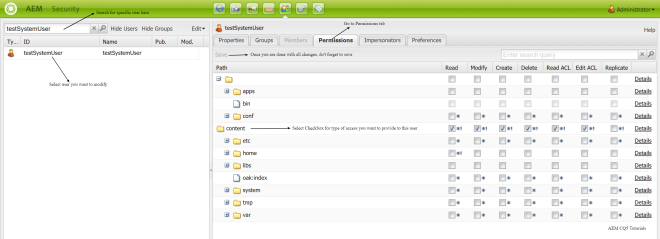 AEM Security
Search for specific user here
Administrator
testSystemUser
Hide Users Hide Groups
Edit
Ty... ID Name Pub. Mod.
testSystemUser testSystemUser
Select user you want to modify
testSystemUser
Go to Permissions tab
Help
Properties Groups Members Permissions Impersonators Preferences
Save
Once you are done with all changes, don't forget to save
Enter search query
Path Read Modify Create Delete Read ACL Edit ACL Replicate
Details
apps Details
bin Details
conf Details
content Select Checkbox for type of access you want to provide to this user Details
etc Details
home Details
libs Details
oak:index Details
system Details
tmp Details
var Details
AEM CQ5 Tutorials